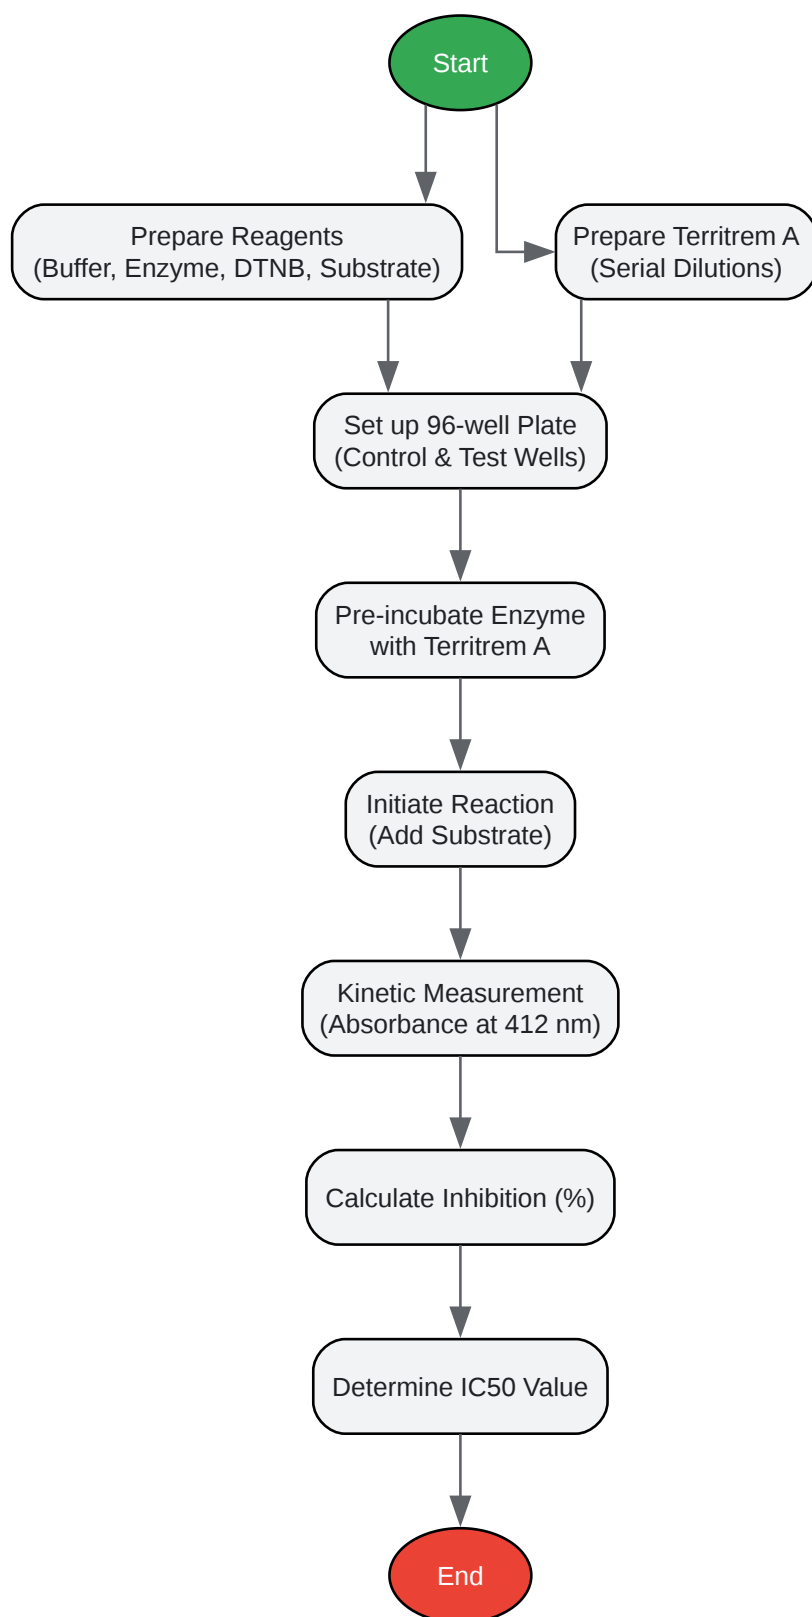 Start
Prepare Reagents
(Buffer, Enzyme, DTNB, Substrate)
Prepare Territrem A
(Serial Dilutions)
Set up 96-well Plate
(Control & Test Wells)
Pre-incubate Enzyme
with Territrem A
Initiate Reaction
(Add Substrate)
Kinetic Measurement
(Absorbance at 412 nm)
Calculate Inhibition (%)
Determine IC50 Value
End